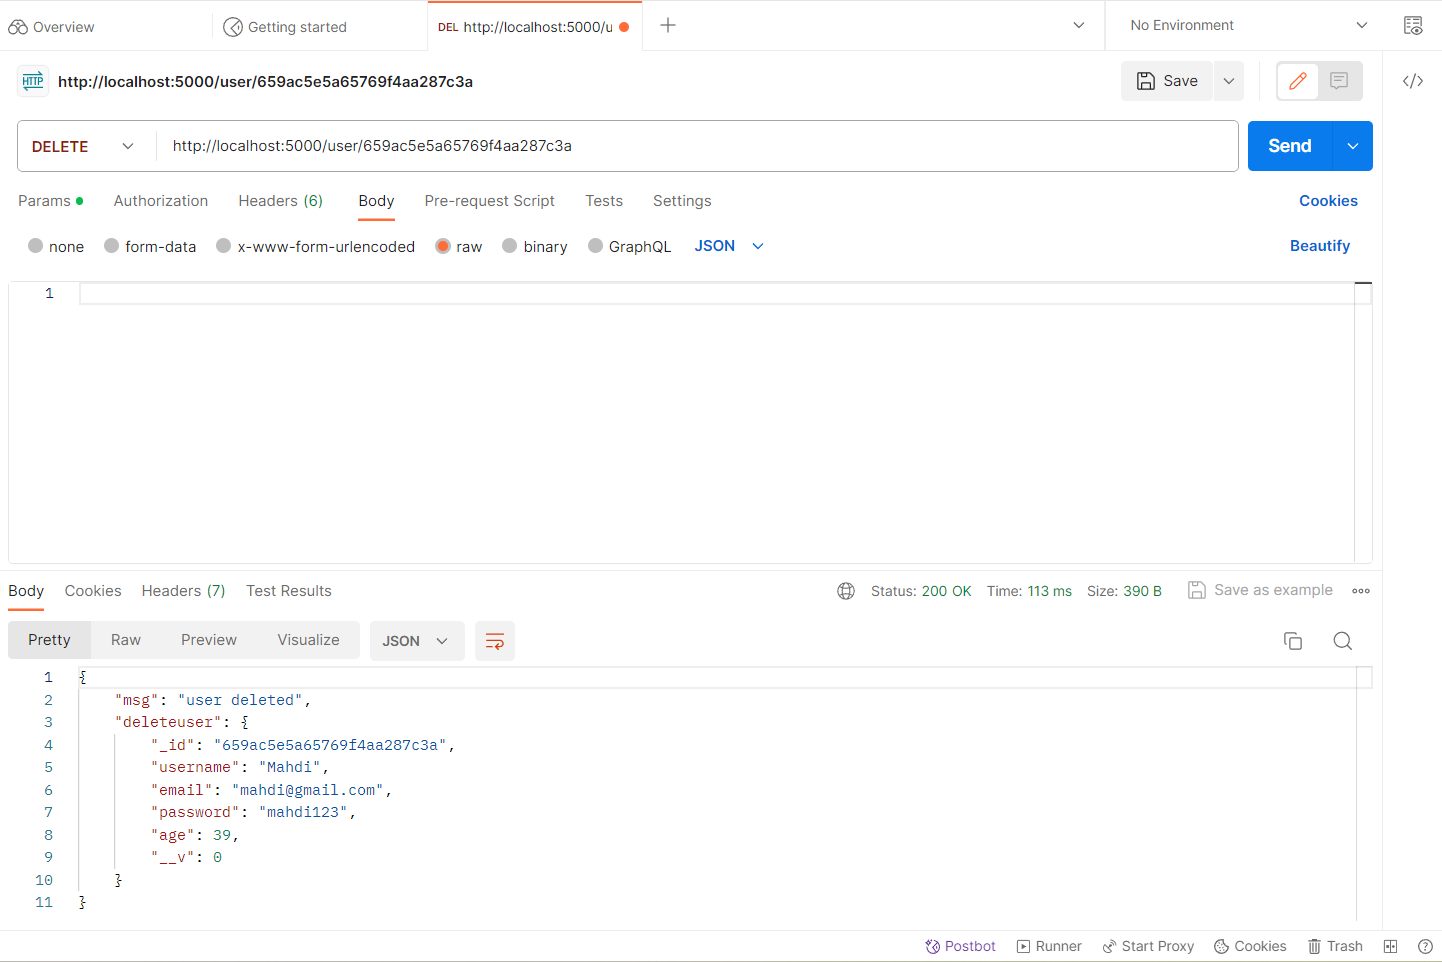 Overview
Getting started
DEL http://localhost:5000/u
No Environment
HTTP
http://localhost:5000/user/659ac5e5a65769f4aa287c3a
Save
DELETE
http://localhost:5000/user/659ac5e5a65769f4aa287c3a
Send
Params Authorization Headers (6) Body Pre-request Script Tests Settings Cookies
none form-data x-www-form-urlencoded raw binary GraphQL JSON Beautify
1
Body Cookies Headers (7) Test Results Status: 200 OK Time: 113 ms Size: 390 B Save as example
Pretty Raw Preview Visualize JSON
1 {
2 "msg": "user deleted",
3 "deleteuser": {
4 "_id": "659ac5e5a65769f4aa287c3a",
5 "username": "Mahdi",
6 "email": "mahdi@gmail.com",
7 "password": "mahdi123",
8 "age": 39,
9 "__v": 0
10 }
11 }
Postbot Runner Start Proxy Cookies Trash